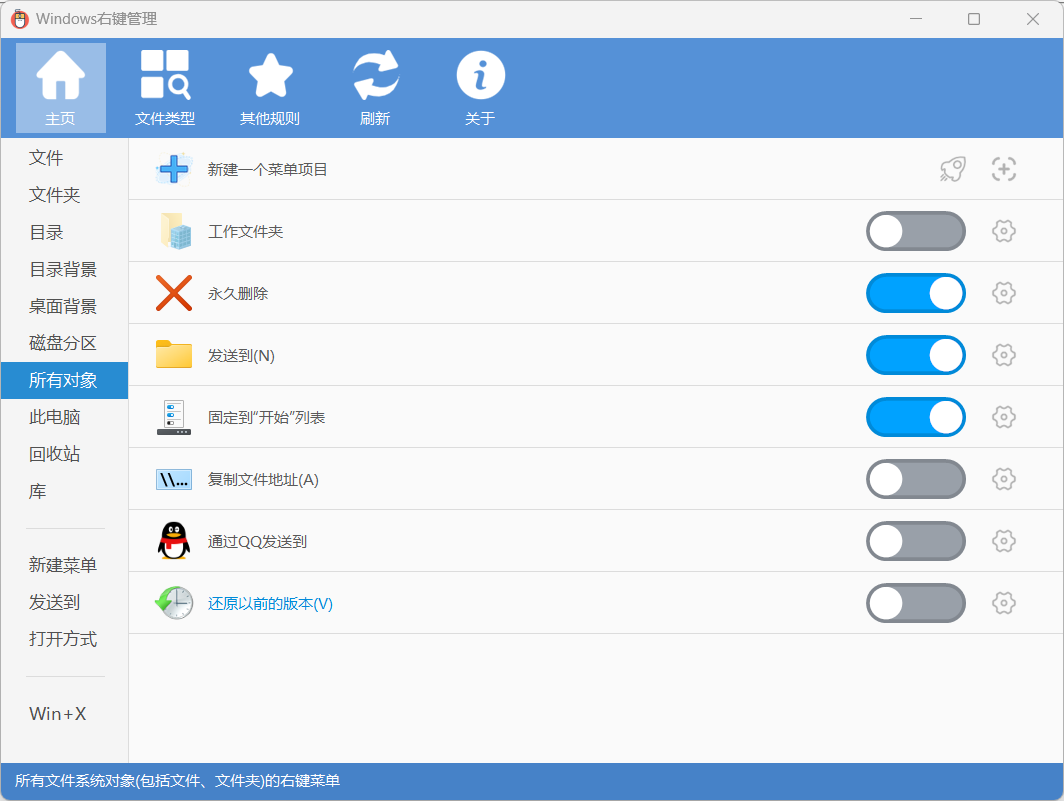 Windows右键管理
主页
文件类型
其他规则
刷新
关于
文件
文件夹
目录
目录背景
桌面背景
磁盘分区
所有对象
此电脑
回收站
库
新建菜单
发送到
打开方式
Win+X
新建一个菜单项目
工作文件夹
永久删除
发送到(N)
固定到“开始”列表
\\...
复制文件地址(A)
通过QQ发送到
还原以前的版本(V)
所有文件系统对象(包括文件、文件夹)的右键菜单